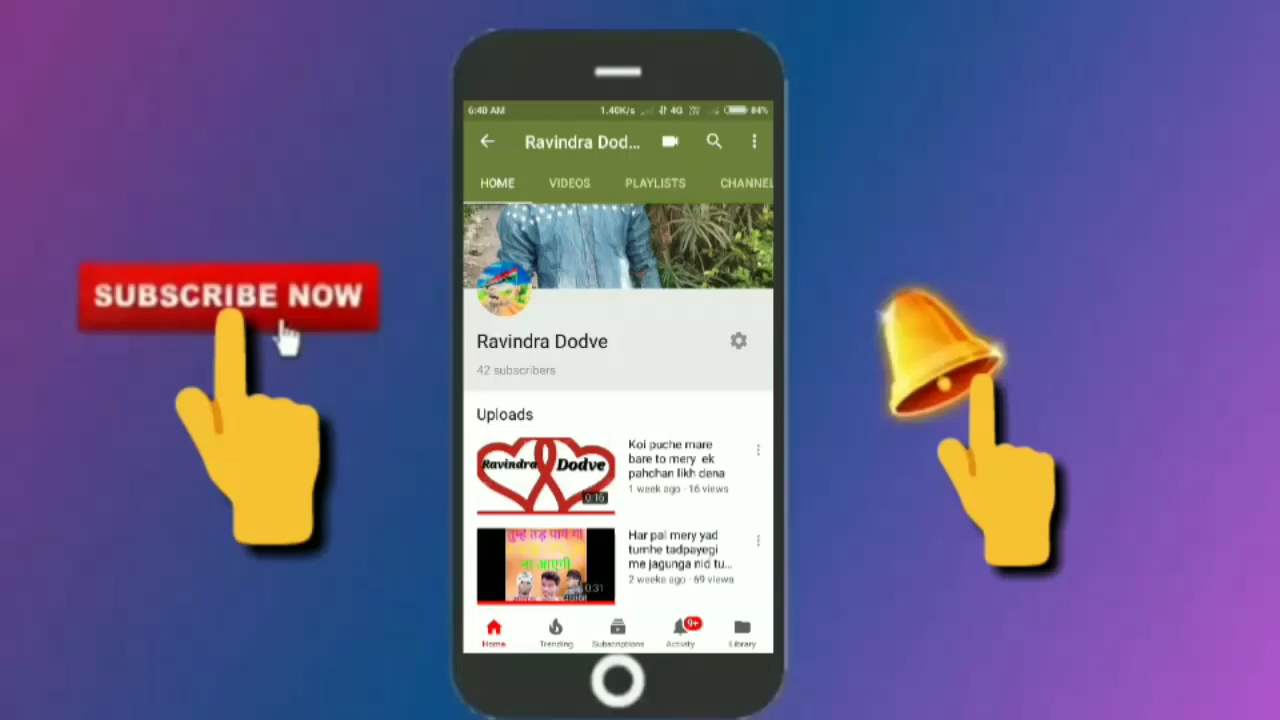 6:40 AM 1.40K/s 4G 84%
Ravindra Dod...
HOME VIDEOS PLAYLISTS CHANNEL
SUBSCRIBE NOW
Ravindra Dodve
42 subscribers
Uploads
Ravindra Dodve
0:16
Koi puche mare
bare to mery ek
pahchan likh dena
1 week ago · 16 views
तुम्हे तड़ पाये गी
ना आएगी
0:31
Har pal mery yad
tumhe tadpayegi
me jagunga nid tu...
2 weeks ago · 69 views
9+
Home Trending Subscriptions Activity Library